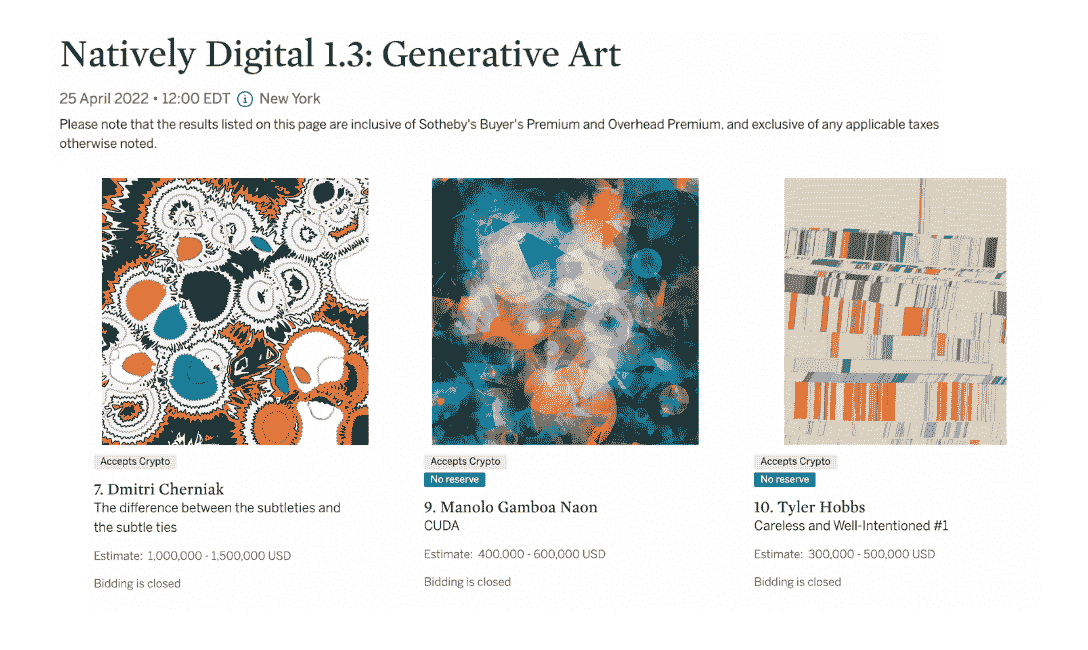 Natively Digital 1.3: Generative Art
25 April 2022 • 12:00 EDT i New York
Please note that the results listed on this page are inclusive of Sotheby's Buyer's Premium and Overhead Premium, and exclusive of any applicable taxes
otherwise noted.
Accepts Crypto
7. Dmitri Cherniak
The difference between the subtleties and
the subtle ties
Estimate: 1,000,000 - 1,500,000 USD
Bidding is closed
Accepts Crypto
No reserve
9. Manolo Gamboa Naon
CUDA
Estimate: 400,000 - 600,000 USD
Bidding is closed
Accepts Crypto
No reserve
10. Tyler Hobbs
Careless and Well-Intentioned #1
Estimate: 300,000 - 500,000 USD
Bidding is closed